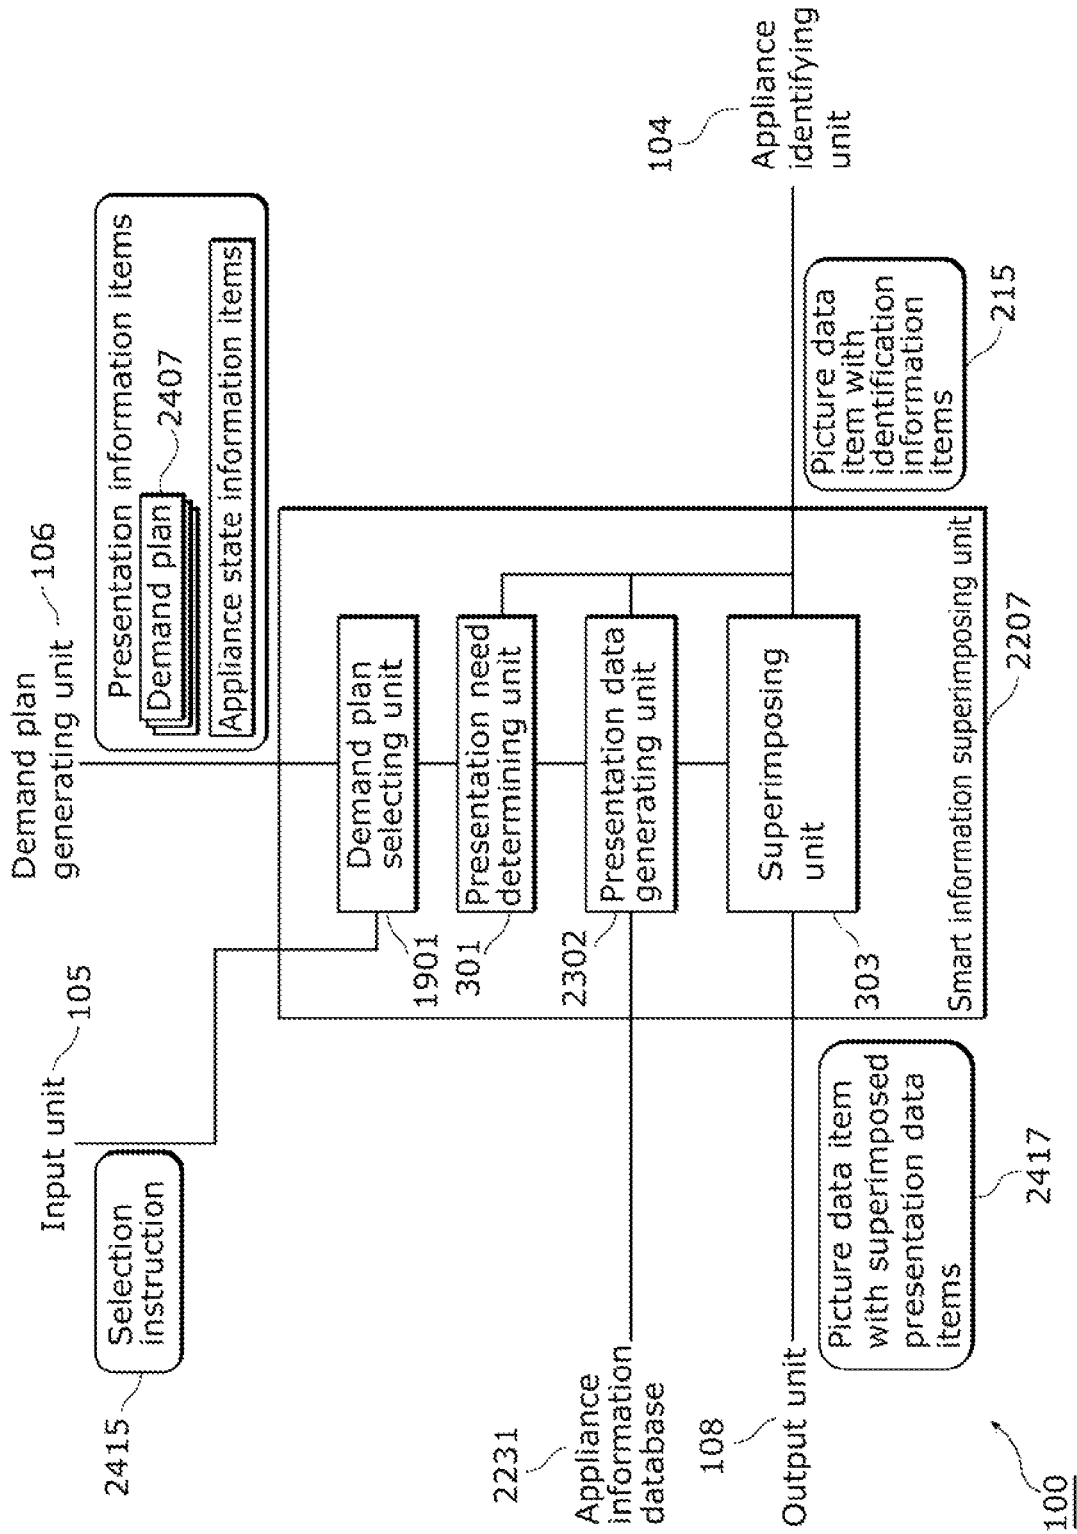 Input unit
105
Demand plan
generating unit
106
2415
Selection
instruction
Presentation information items
Demand plan
2407
Appliance state information items
1901
Demand plan
selecting unit
301
Presentation need
determining unit
2231
Appliance
information
database
2302
Presentation data
generating unit
104
Appliance
identifying
unit
108
Output unit
303
Superimposing
unit
Picture data
item with
identification
information
items
215
Picture data item
with superimposed
presentation data
items
2417
Smart information superimposing unit
2207
100